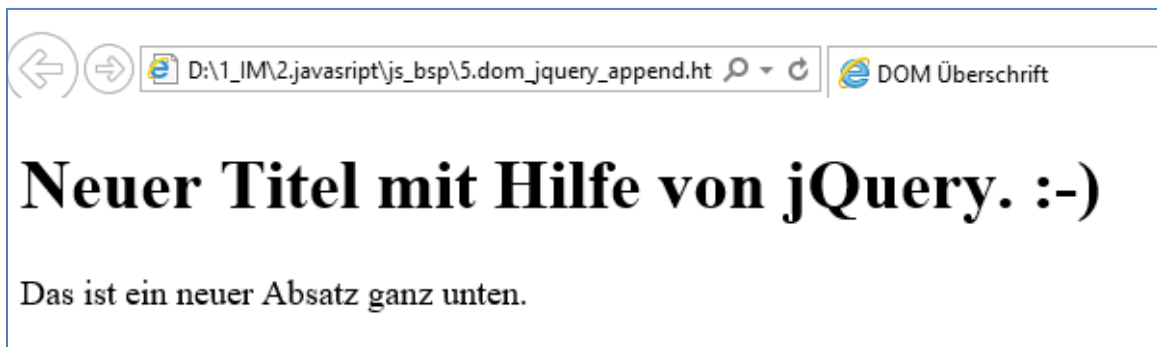 D:\1_IM\2.javasript\js_bsp\5.dom_jquery_append.ht
DOM Überschrift
Neuer Titel mit Hilfe von jQuery. :-)
Das ist ein neuer Absatz ganz unten.